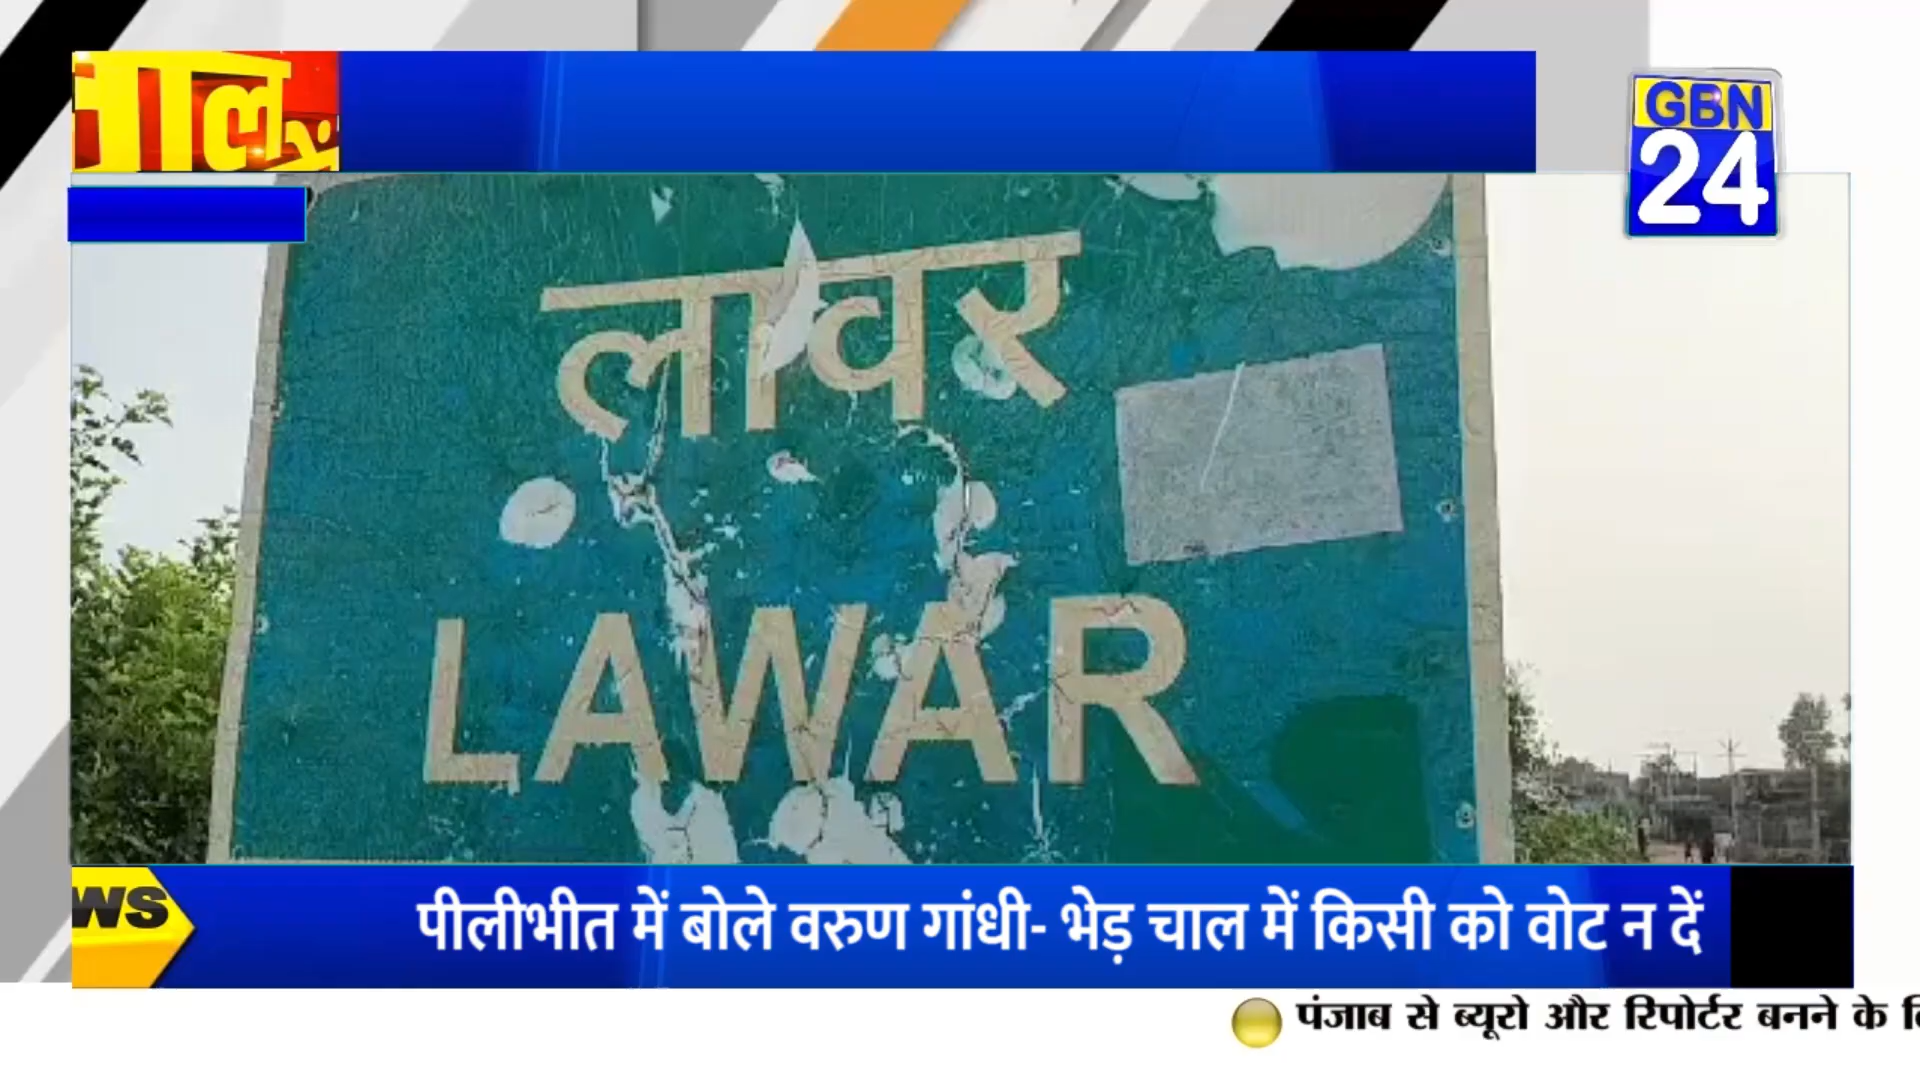 GBN
24
लावर
LAWAR
पीलीभीत में बोले वरुण गांधी- भेड़ चाल में किसी को वोट न दें
पंजाब से ब्यूरो और रिपोर्टर बनने के